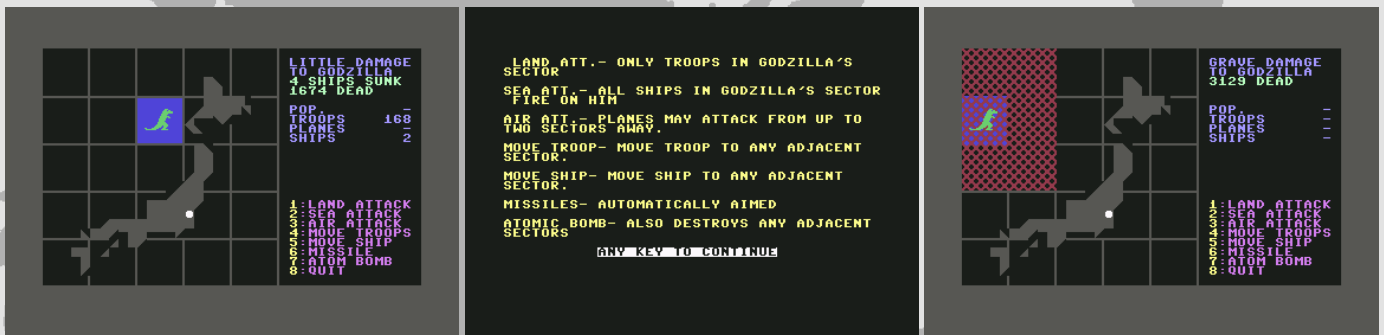 LITTLE DAMAGE
TO GODZILLA
4 SHIPS SUNK
1674 DEAD
POP. –
TROOPS 168
PLANES –
SHIPS 2
1:LAND ATTACK
2:SEA ATTACK
3:AIR ATTACK
4:MOVE TROOPS
5:MOVE SHIP
6:MISSILE
7:ATOM BOMB
8:QUIT
LAND ATT.– ONLY TROOPS IN GODZILLA'S
SECTOR
SEA ATT.– ALL SHIPS IN GODZILLA'S SECTOR
FIRE ON HIM
AIR ATT.– PLANES MAY ATTACK FROM UP TO
TWO SECTORS AWAY.
MOVE TROOP– MOVE TROOP TO ANY ADJACENT
SECTOR.
MOVE SHIP– MOVE SHIP TO ANY ADJACENT
SECTOR.
MISSILES– AUTOMATICALLY AIMED
ATOMIC BOMB– ALSO DESTROYS ANY ADJACENT
SECTORS
ANY KEY TO CONTINUE
GRAVE DAMAGE
TO GODZILLA
3129 DEAD
POP. –
TROOPS –
PLANES –
SHIPS –
1:LAND ATTACK
2:SEA ATTACK
3:AIR ATTACK
4:MOVE TROOPS
5:MOVE SHIP
6:MISSILE
7:ATOM BOMB
8:QUIT